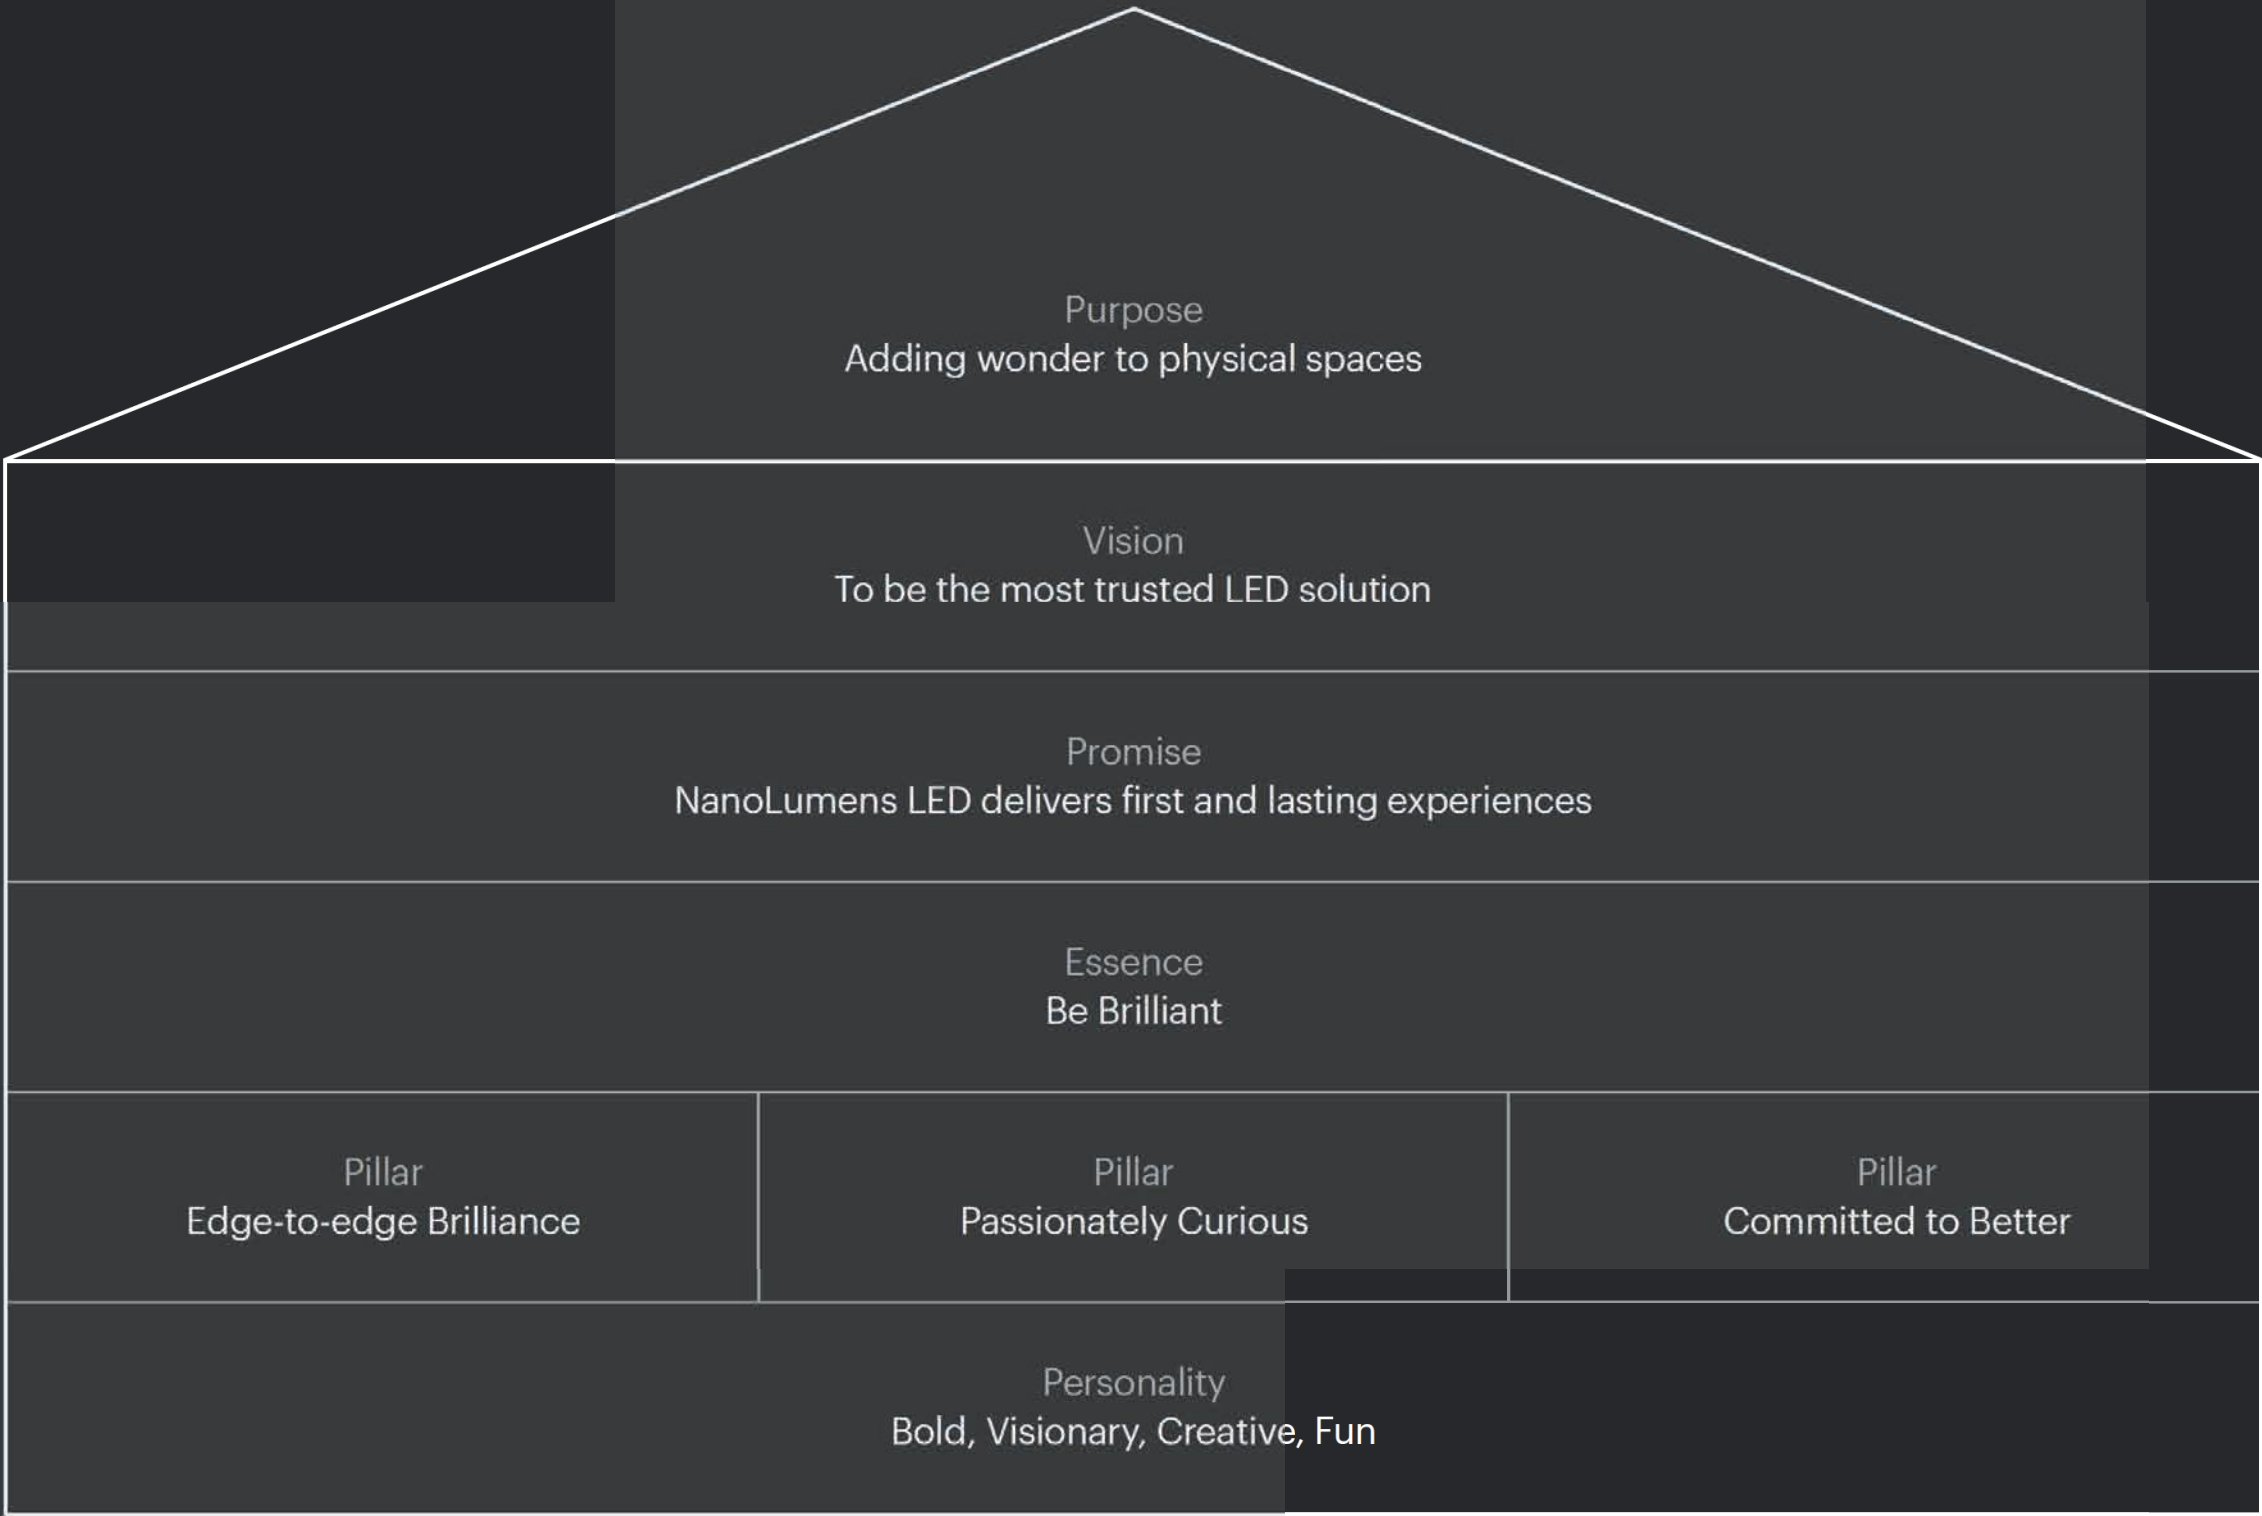 Purpose
Adding wonder to physical spaces
Vision
To be the most trusted LED solution
Promise
NanoLumens LED delivers first and lasting experiences
Essence
Be Brilliant
Pillar
Edge-to-edge Brilliance
Pillar
Passionately Curious
Pillar
Committed to Better
Personality
Bold, Visionary, Creative, Fun